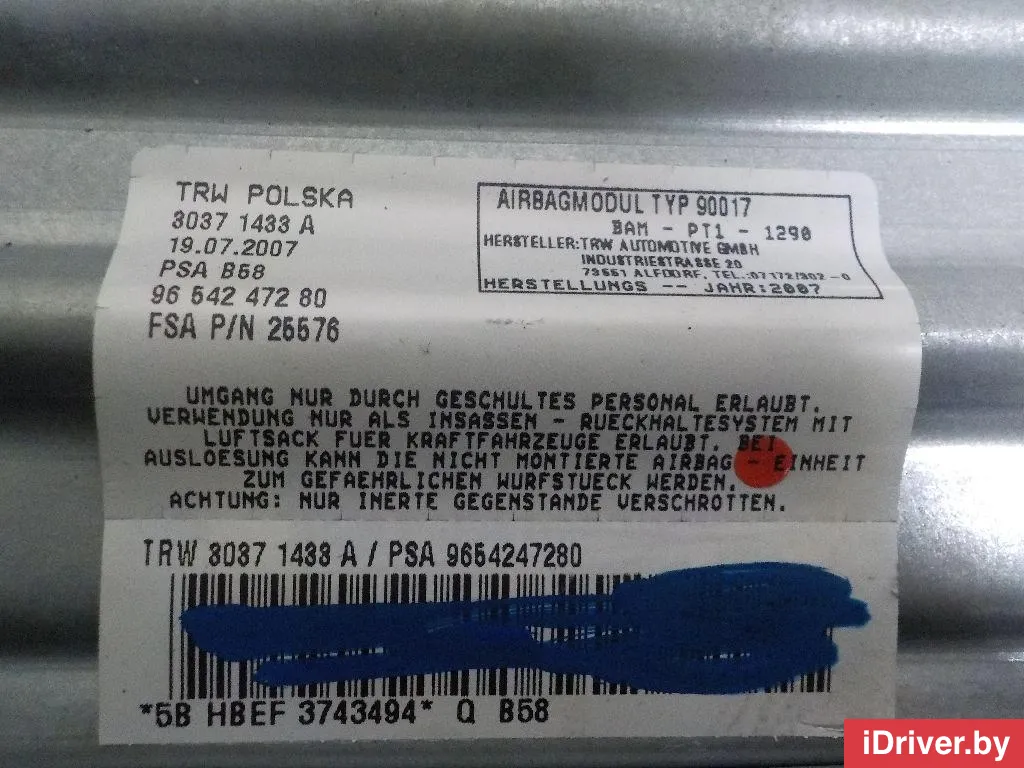 TRW POLSKA
3037 1433 A
19.07.2007
PSA B58
96 542 472 80
FSA P/N 25576
AIRBAGMODUL TYP 90017
BAM - PT1 - 1290
HERSTELLER:TRW AUTOMOTIVE GMBH
INDUSTRIESTRASSE 20
73551 ALFDORF, TEL.:07172/302-0
HERSTELLUNGS -- JAHR:2007
UMGANG NUR DURCH GESCHULTES PERSONAL ERLAUBT.
VERWENDUNG NUR ALS INSASSEN - RUECKHALTESYSTEM MIT
LUFTSACK FUER KRAFTFAHRZEUGE ERLAUBT. BEI
AUSLOESUNG KANN DIE NICHT MONTIERTE AIRBAG - EINHEIT
ZUM GEFAEHRLICHEN WURFSTUECK WERDEN.
ACHTUNG: NUR INERTE GEGENSTANDE VERSCHROTTEN.
TRW 3037 1433 A / PSA 9654247280
*5B HBEF 3743494* Q B58
iDriver.by